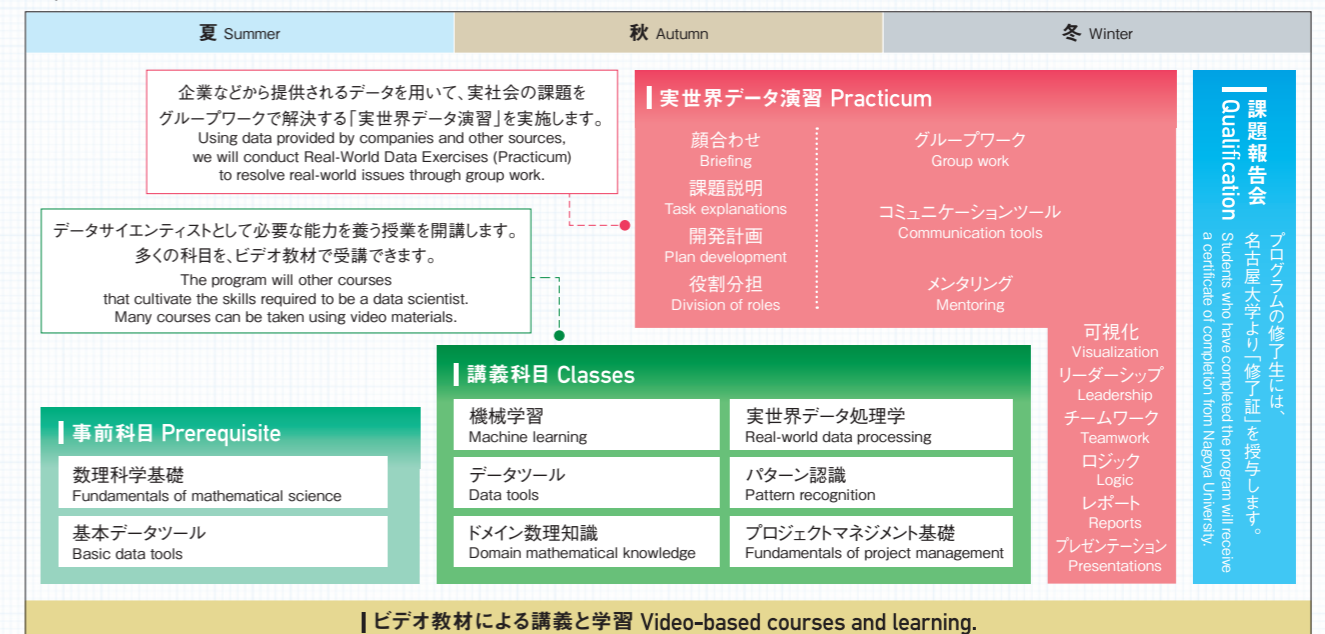 夏 Summer
秋 Autumn
冬 Winter
企業などから提供されるデータを用いて、実社会の課題を
グループワークで解決する「実世界データ演習」を実施します。
Using data provided by companies and other sources,
we will conduct Real-World Data Exercises (Practicum)
to resolve real-world issues through group work.
データサイエンティストとして必要な能力を養う授業を開講します。
多くの科目を、ビデオ教材で受講できます。
The program will other courses
that cultivate the skills required to be a data scientist.
Many courses can be taken using video materials.
実世界データ演習 Practicum
顔合わせ
Briefing
課題説明
Task explanations
開発計画
Plan development
役割分担
Division of roles
グループワーク
Group work
コミュニケーションツール
Communication tools
メンタリング
Mentoring
可視化
Visualization
リーダーシップ
Leadership
チームワーク
Teamwork
ロジック
Logic
レポート
Reports
プレゼンテーション
Presentations
課題報告会
Qualification
プログラムの修了生には、
名古屋大学より「修了証」を授与します。
Students who have completed the program will receive
a certificate of completion from Nagoya University.
事前科目 Prerequisite
数理科学基礎
Fundamentals of mathematical science
基本データツール
Basic data tools
講義科目 Classes
機械学習
Machine learning
実世界データ処理学
Real-world data processing
データツール
Data tools
パターン認識
Pattern recognition
ドメイン数理知識
Domain mathematical knowledge
プロジェクトマネジメント基礎
Fundamentals of project management
ビデオ教材による講義と学習 Video-based courses and learning.